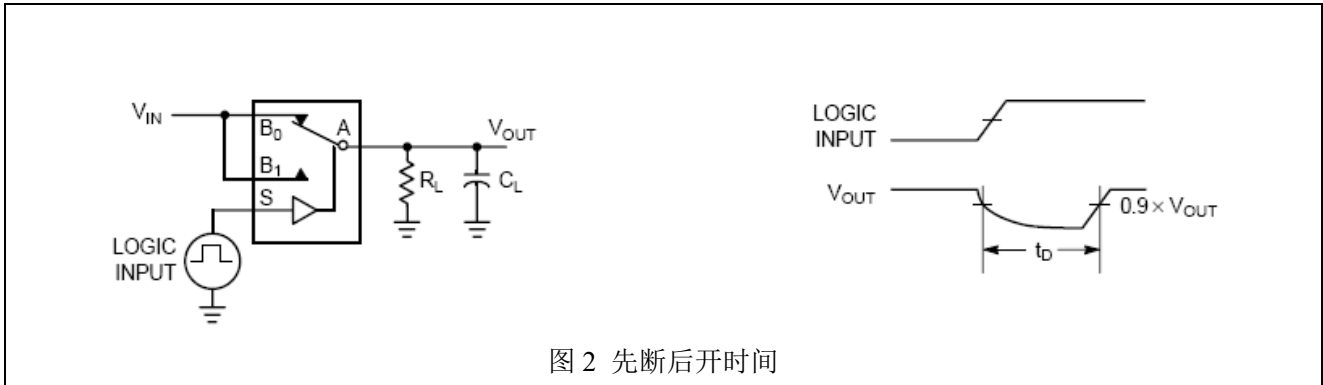 V_IN
B_0
A
B_1
S
V_OUT
R_L
C_L
LOGIC
INPUT
LOGIC
INPUT
V_OUT
0.9 × V_OUT
t_D
图 2 先断后开时间